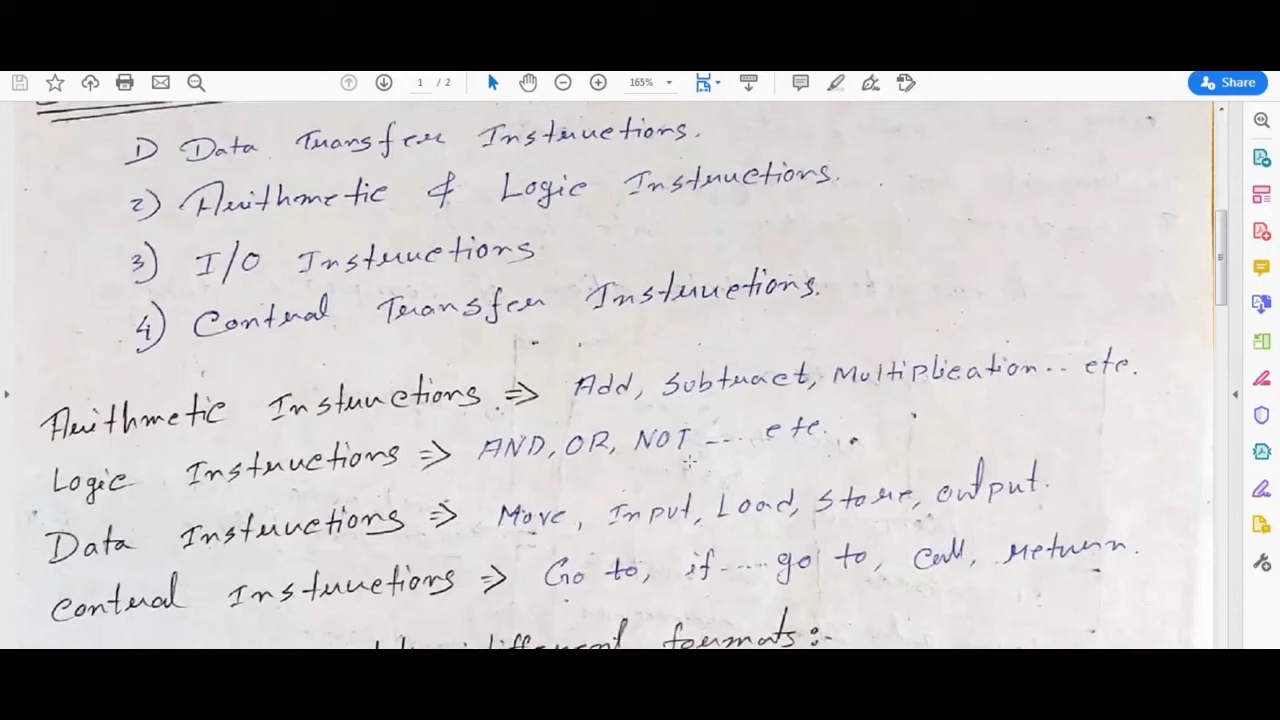 1 / 2
165%
Share
1) Data Transfer Instructions.
2) Arithmetic & Logic Instructions.
3) I/O Instructions
4) Control Transfer Instructions.
Arithmetic Instructions => Add, Subtract, Multiplication.. etc.
Logic Instructions => AND, OR, NOT ---- etc.
Data Instructions => Move, Input, Load, Store, output.
Control Instructions => Go to, if ---- go to, call, return.
different formats:-